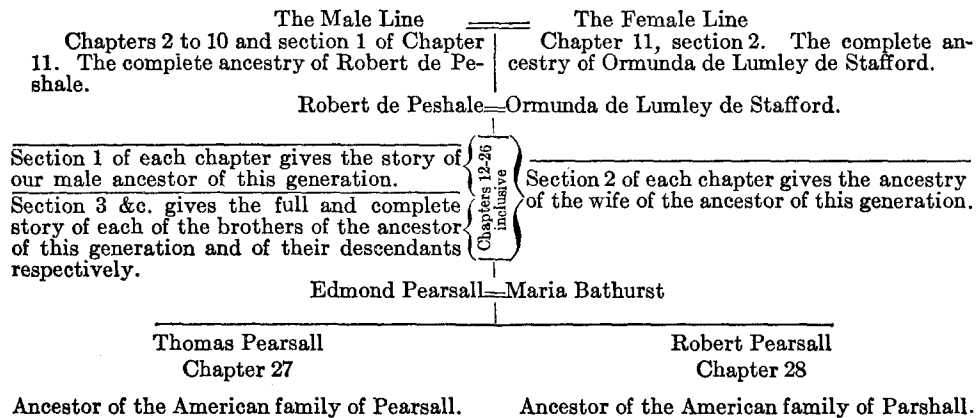 The Male Line
The Female Line
Chapters 2 to 10 and section 1 of Chapter
11. The complete ancestry of Robert de Pe-
shale.
Chapter 11, section 2. The complete an-
cestry of Ormunda de Lumley de Stafford.
Robert de Peshale=Ormunda de Lumley de Stafford.
Section 1 of each chapter gives the story of
our male ancestor of this generation.
Section 3 &c. gives the full and complete
story of each of the brothers of the ancestor
of this generation and of their descendants
respectively.
Chapters 12-26
inclusive
Section 2 of each chapter gives the ancestry
of the wife of the ancestor of this generation.
Edmond Pearsall=Maria Bathurst
Thomas Pearsall
Chapter 27
Ancestor of the American family of Pearsall.
Robert Pearsall
Chapter 28
Ancestor of the American family of Parshall.